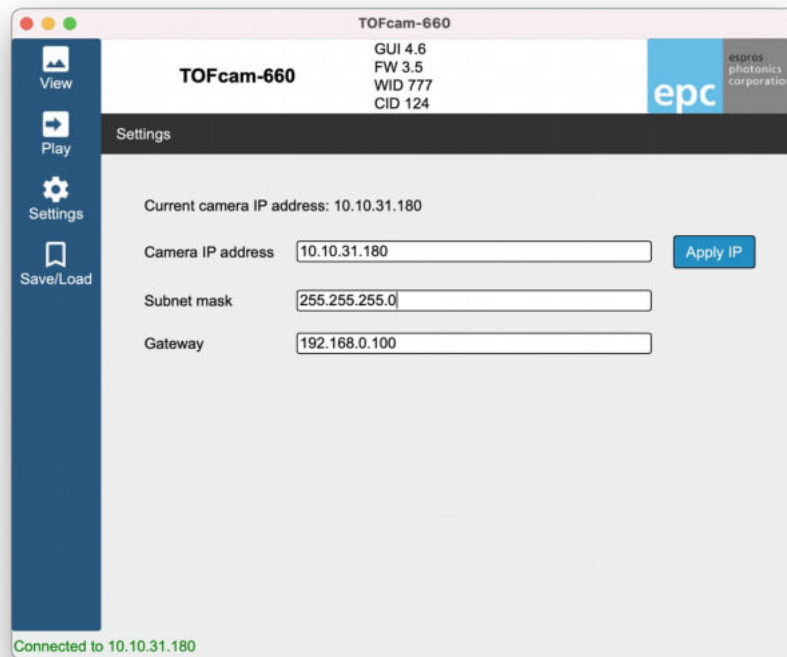 TOFcam-660
View
Play
Settings
Save/Load
TOFcam-660
GUI 4.6
FW 3.5
WID 777
CID 124
epc
espros
photonics
corporation
Settings
Current camera IP address: 10.10.31.180
Camera IP address 10.10.31.180 Apply IP
Subnet mask 255.255.255.0
Gateway 192.168.0.100
Connected to 10.10.31.180